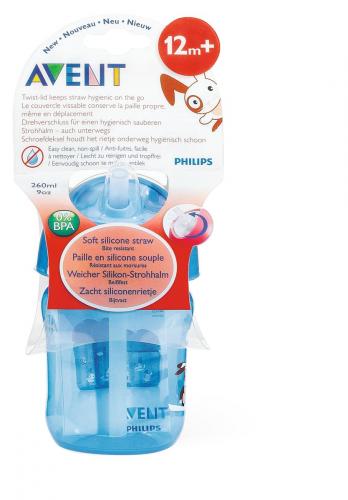 New • Nouveau • Neu • Nieuw
12m+
AVENT
Twist-lid keeps straw hygienic on the go
Le couvercle vissable conserve la paille propre,
même en déplacement
Drehverschluß für einen hygienisch sauberen
Strohhalm – auch unterwegs
Schroefdeksel houdt het rietje onderweg hygiënisch schoon
Easy clean, non-spill / Anti-fuites, facile
à nettoyer / Leicht zu reinigen und tropffrei
/ Eenvoudig schoon te maken
PHILIPS
260ml
9oz
0%
BPA
Soft silicone straw
Bite resistant
Paille en silicone souple
Résistant aux morsures
Weicher Silikon-Strohhalm
Beißfest
Zacht siliconenrietje
Bijtvast
AVENT
PHILIPS